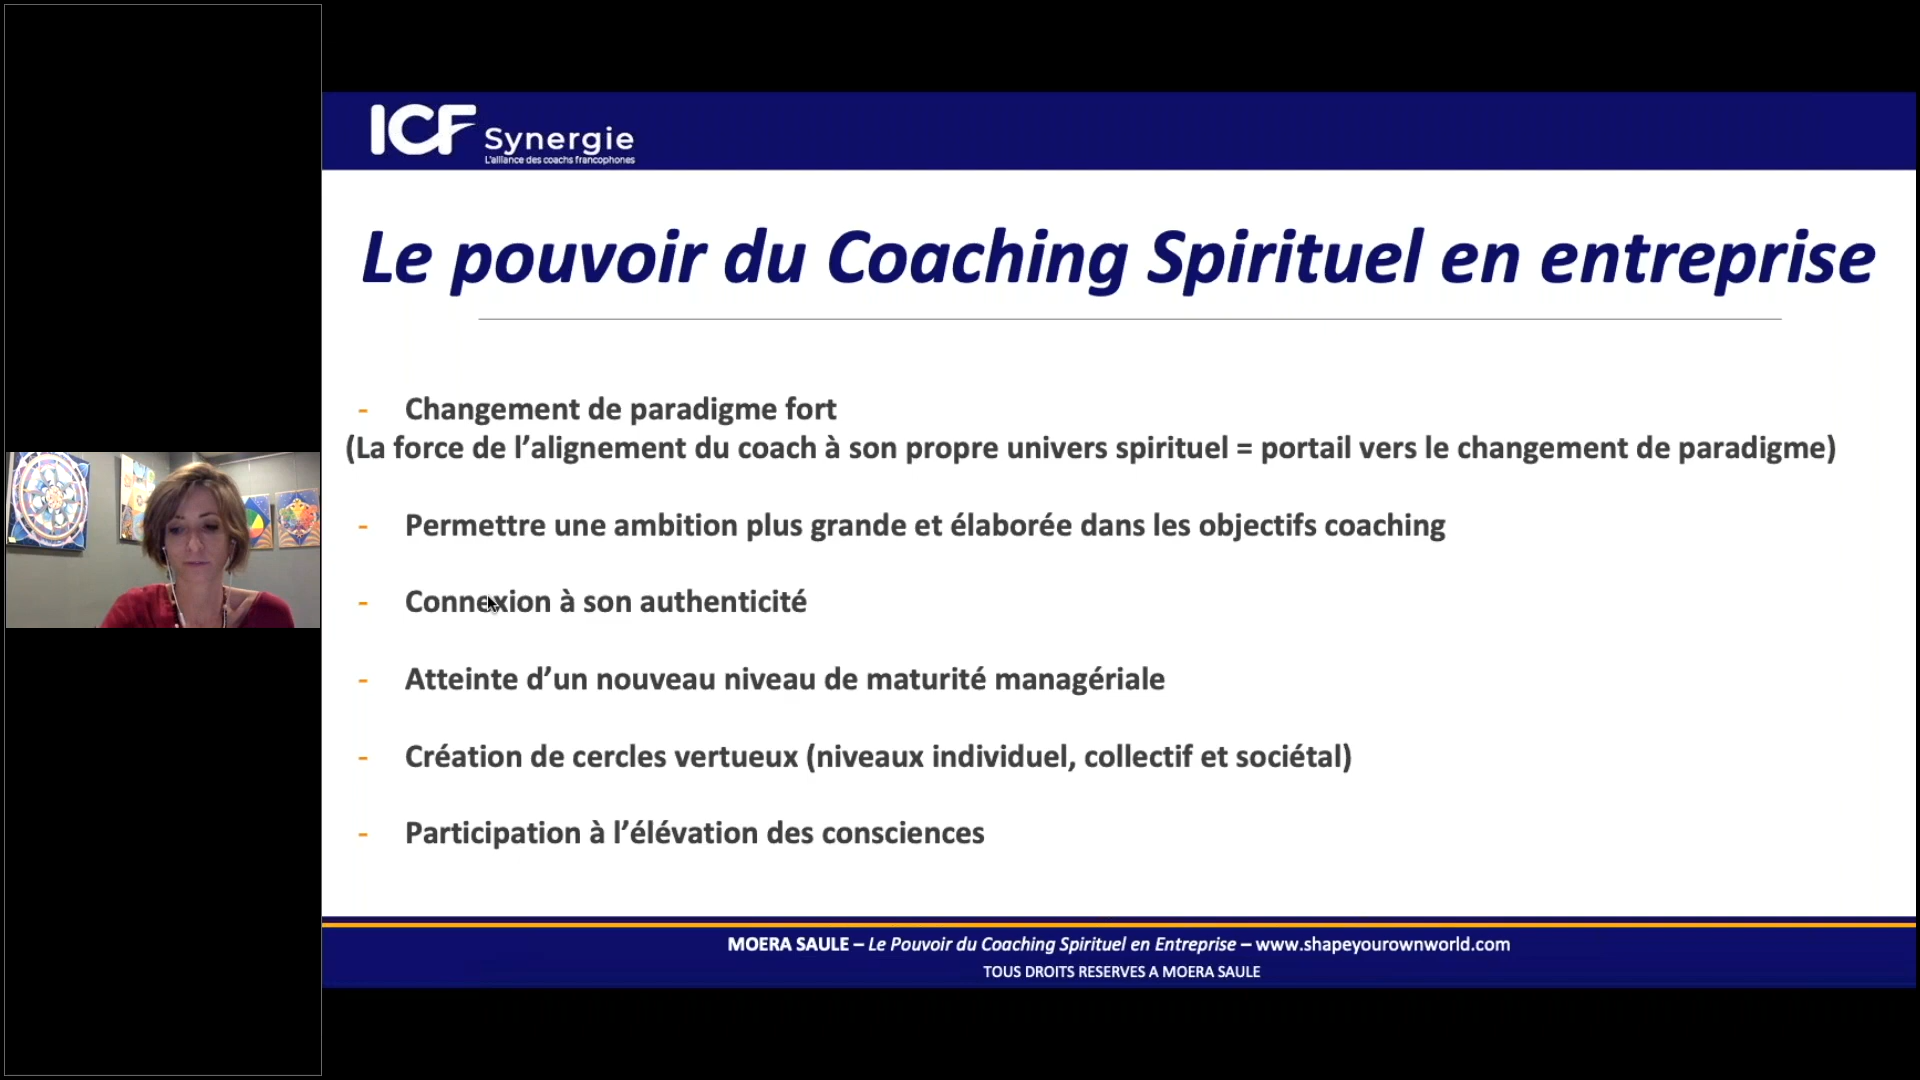 ICF Synergie
L'alliance des coachs francophones
Le pouvoir du Coaching Spirituel en entreprise
- Changement de paradigme fort
(La force de l’alignement du coach à son propre univers spirituel = portail vers le changement de paradigme)
- Permettre une ambition plus grande et élaborée dans les objectifs coaching
- Connexion à son authenticité
- Atteinte d’un nouveau niveau de maturité managériale
- Création de cercles vertueux (niveaux individuel, collectif et sociétal)
- Participation à l’élévation des consciences
MOERA SAULE – Le Pouvoir du Coaching Spirituel en Entreprise – www.shapeyourownworld.com
TOUS DROITS RESERVES A MOERA SAULE